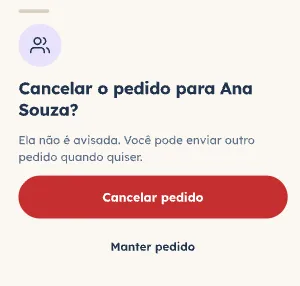 Cancelar o pedido para Ana
Souza?
Ela não é avisada. Você pode enviar outro
pedido quando quiser.
Cancelar pedido
Manter pedido